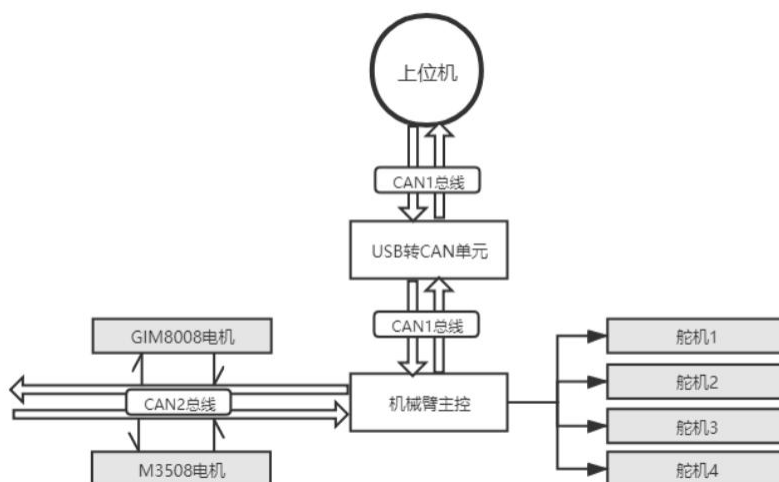 上位机
CAN1总线
USB转CAN单元
CAN1总线
GIM8008电机
CAN2总线
M3508电机
机械臂主控
舵机1
舵机2
舵机3
舵机4